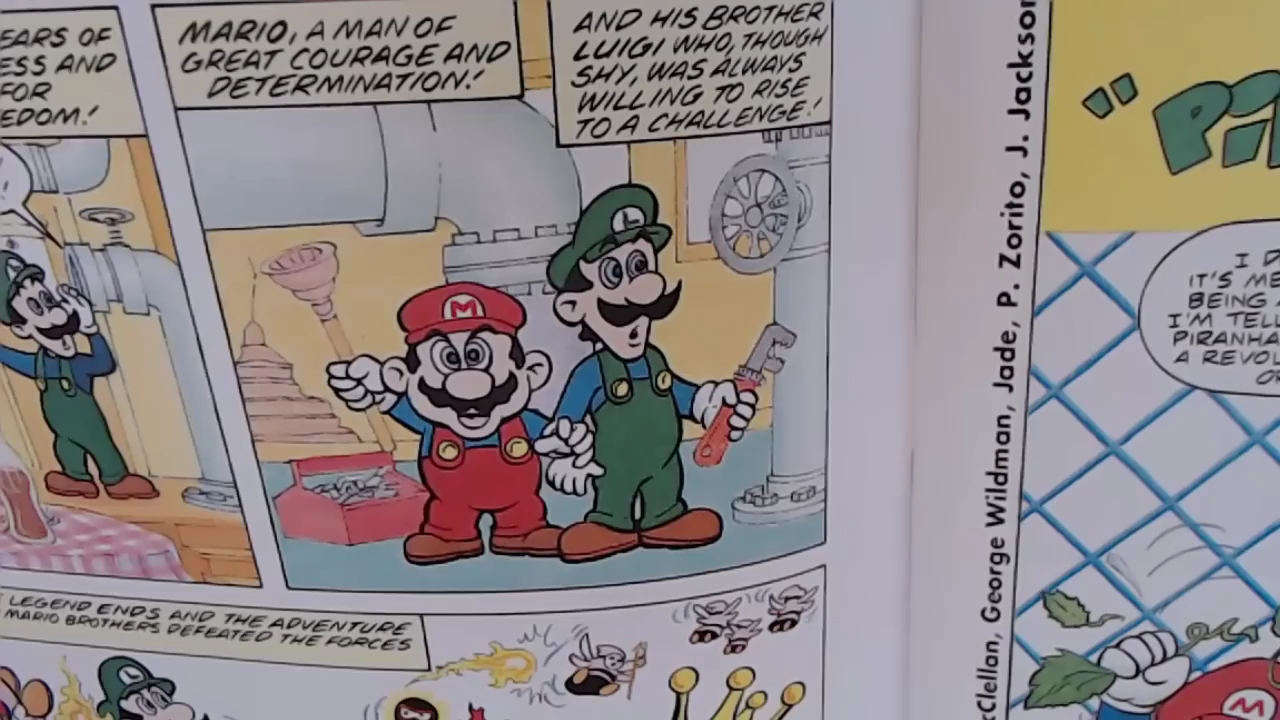 EARS OF
ESS AND
FOR
EDOM!
MARIO, A MAN OF
GREAT COURAGE AND
DETERMINATION!
AND HIS BROTHER
LUIGI WHO, THOUGH
SHY, WAS ALWAYS
WILLING TO RISE
TO A CHALLENGE!
L
M
LEGEND ENDS AND THE ADVENTURE
MARIO BROTHERS DEFEATED THE FORCES
cClellan, George Wildman, Jade, P. Zorito, J. Jackson
"Pi
I D
IT'S ME
BEING
I'M TELL
PIRANHA
A REVOL
OR
M